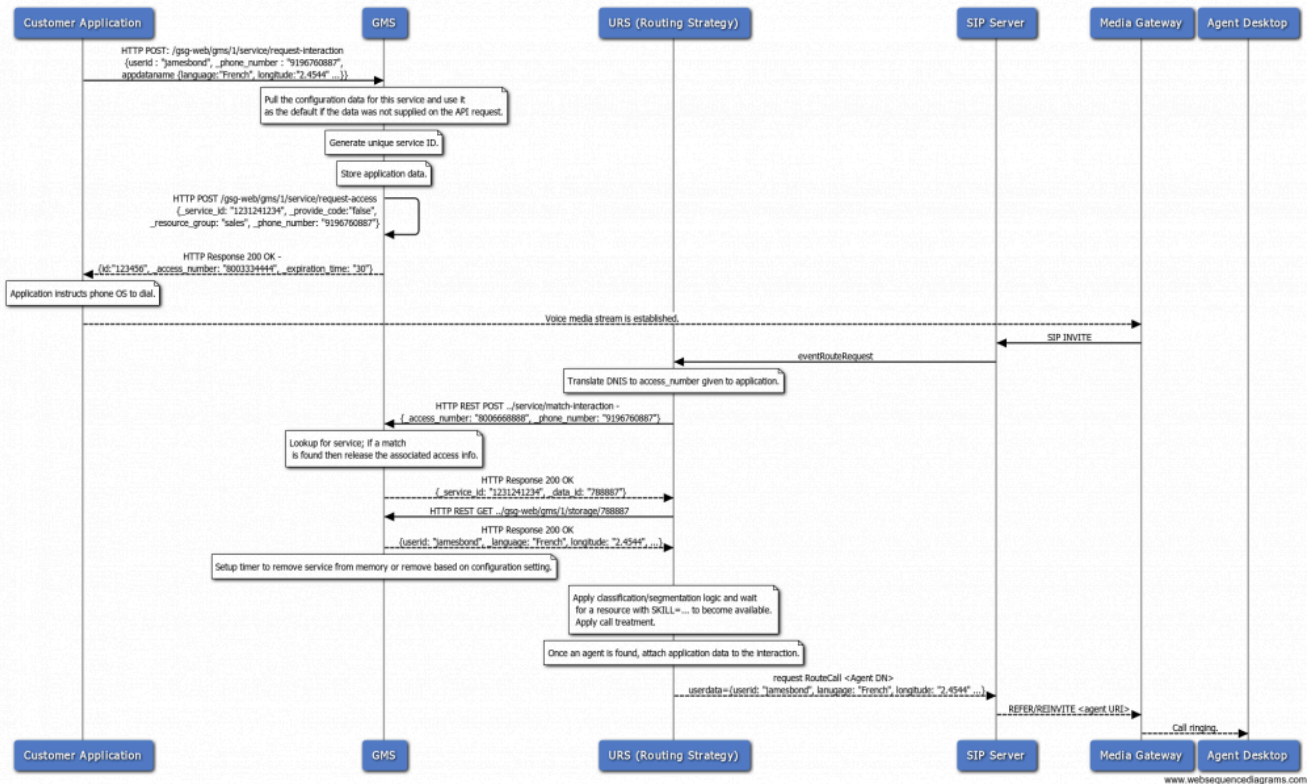 Customer Application
GMS
URS (Routing Strategy)
SIP Server
Media Gateway
Agent Desktop
HTTP POST: /gsg-web/gms/1/service/request-interaction
{userid : "jamesbond", _phone_number : "9196760887",
appdataname {language:"French", longitude:"2.4544" ...}}
Pull the configuration data for this service and use it
as the default if the data was not supplied on the API request.
Generate unique service ID.
Store application data.
HTTP POST /gsg-web/gms/1/service/request-access
{_service_id: "1231241234", _provide_code:"false",
_resource_group: "sales", _phone_number: "9196760887"}
HTTP Response 200 OK -
{id:"123456", _access_number: "8003334444", _expiration_time: "30"}
Application instructs phone OS to dial.
Voice media stream is established.
SIP INVITE
eventRouteRequest
Translate DNIS to access_number given to application.
HTTP REST POST ../service/match-interaction -
{_access_number: "8006668888", _phone_number: "9196760887"}
Lookup for service; if a match
is found then release the associated access info.
HTTP Response 200 OK
{_service_id: "1231241234", _data_id: "788887"}
HTTP REST GET ../gsg-web/gms/1/storage/788887
HTTP Response 200 OK
{userid: "jamesbond", _language: "French", longitude: "2.4544", ...}
Setup timer to remove service from memory or remove based on configuration setting.
Apply classification/segmentation logic and wait
for a resource with SKILL=... to become available.
Apply call treatment.
Once an agent is found, attach application data to the interaction.
request RouteCall <Agent DN>
userdata={userid: "jamesbond", lanugage: "French", longitude: "2.4544" ...}
REFER/REINVITE <agent URI>
Call ringing.
Customer Application
GMS
URS (Routing Strategy)
SIP Server
Media Gateway
Agent Desktop
www.websequencediagrams.com